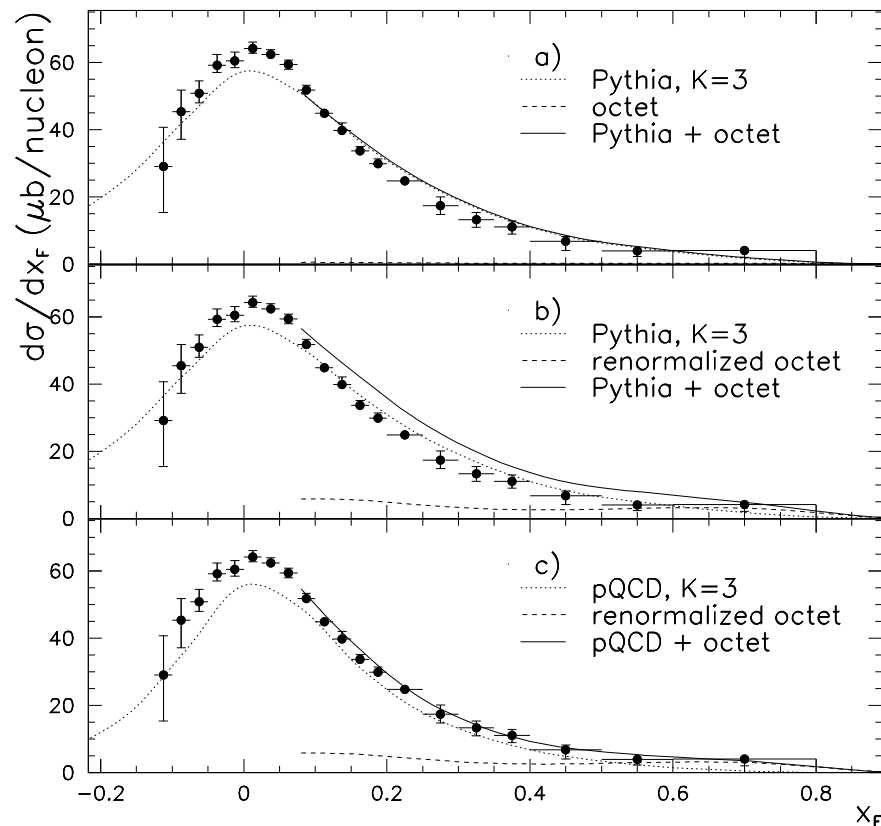 dσ/dx_F (μb/nucleon)
a)
Pythia, K=3
octet
Pythia + octet
60
40
20
0
b)
Pythia, K=3
renormalized octet
Pythia + octet
60
40
20
0
c)
pQCD, K=3
renormalized octet
pQCD + octet
60
40
20
0
-0.2 0 0.2 0.4 0.6 0.8
x_F